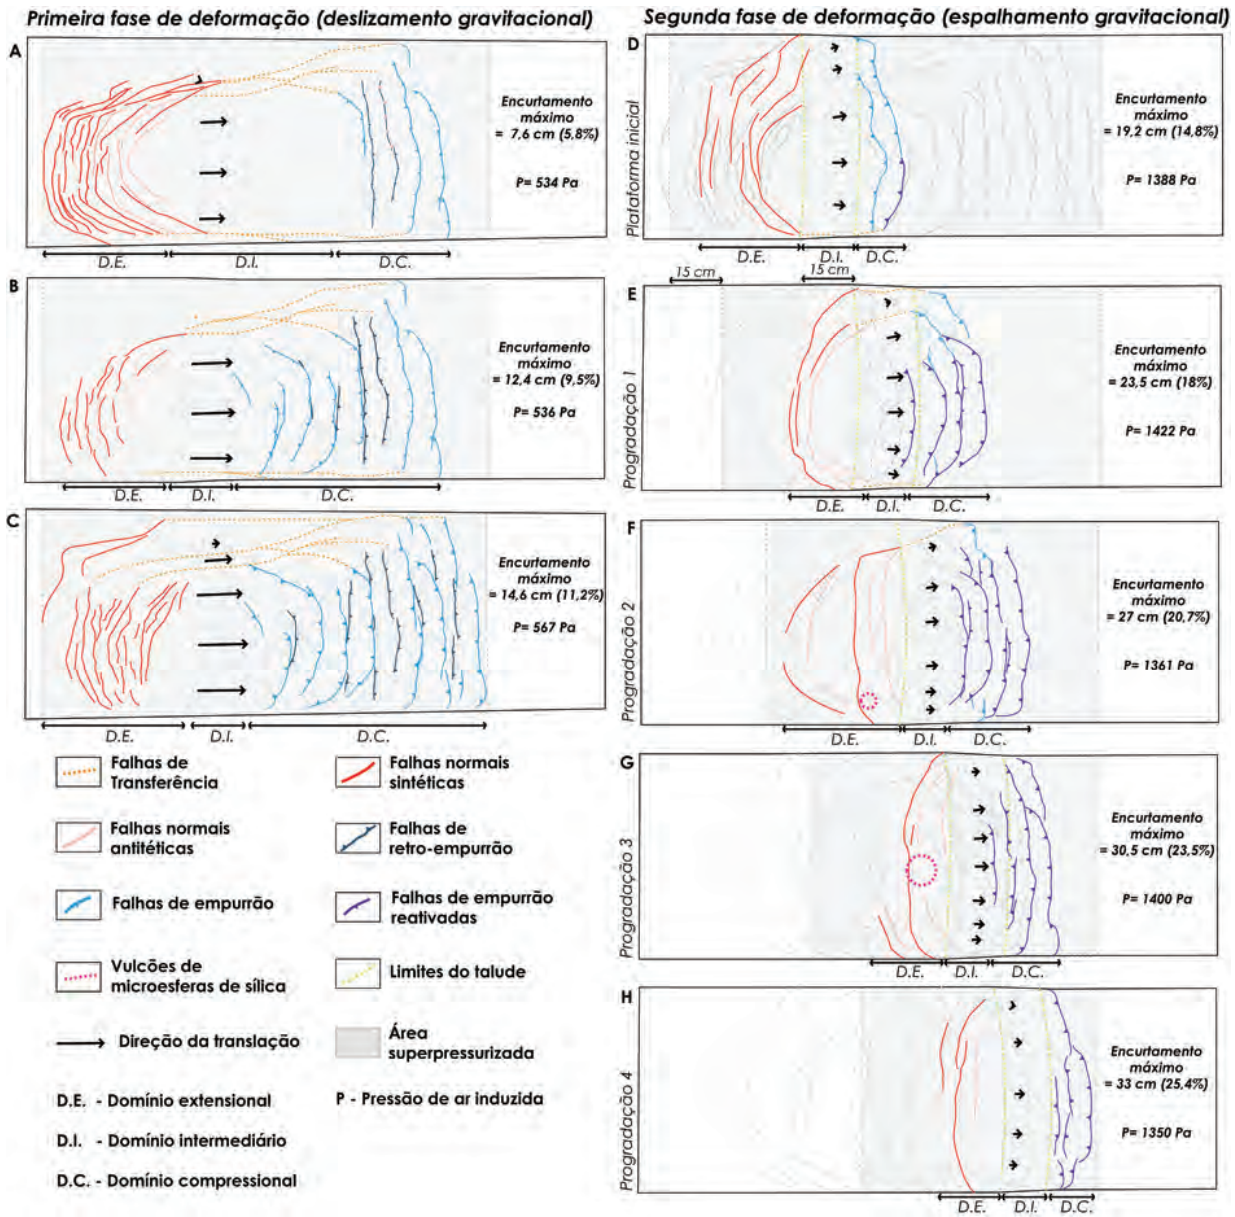 Primeira fase de deformação (deslizamento gravitacional)
A
Encurtamento
máximo
= 7,6 cm (5,8%)
P= 534 Pa
D.E.
D.I.
D.C.
B
Encurtamento
máximo
= 12,4 cm (9,5%)
P= 536 Pa
D.E.
D.I.
D.C.
C
Encurtamento
máximo
= 14,6 cm (11,2%)
P= 567 Pa
D.E.
D.I.
D.C.
Falhas de
Transferência
Falhas normais
sintéticas
Falhas normais
antitéticas
Falhas de
retro-empurrão
Falhas de empurrão
Falhas de empurrão
reativadas
Vulcões de
microesferas de sílica
Limites do talude
Direção da translação
Área
superpressurizada
D.E. - Domínio extensional
P - Pressão de ar induzida
D.I. - Domínio intermediário
D.C. - Domínio compressional
Segunda fase de deformação (espalhamento gravitacional)
D
Plataforma inicial
Encurtamento
máximo
= 19,2 cm (14,8%)
P= 1388 Pa
D.E.
D.I.
D.C.
15 cm
15 cm
E
Progradação 1
Encurtamento
máximo
= 23,5 cm (18%)
P= 1422 Pa
D.E.
D.I.
D.C.
F
Progradação 2
Encurtamento
máximo
= 27 cm (20,7%)
P= 1361 Pa
D.E.
D.I.
D.C.
G
Progradação 3
Encurtamento
máximo
= 30,5 cm (23,5%)
P= 1400 Pa
D.E.
D.I.
D.C.
H
Progradação 4
Encurtamento
máximo
= 33 cm (25,4%)
P= 1350 Pa
D.E.
D.I.
D.C.